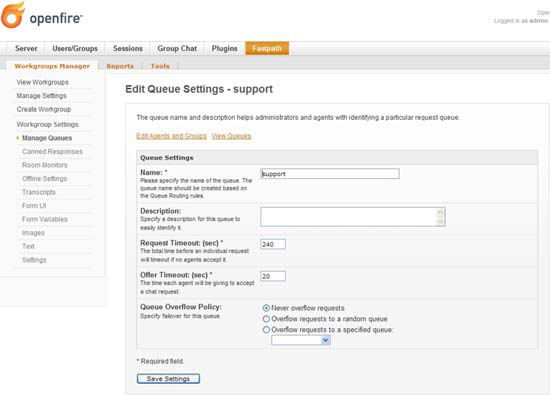 openfire™
Ope
Logged in as admin
Server
Users/Groups
Sessions
Group Chat
Plugins
Fastpath
Workgroups Manager
Reports
Tools
View Workgroups
Manage Settings
Create Workgroup
Workgroup Settings
Manage Queues
Canned Responses
Room Monitors
Offline Settings
Transcripts
Form UI
Form Variables
Images
Text
Settings
Edit Queue Settings - support
The queue name and description helps administrators and agents with identifying a particular request queue.
Edit Agents and Groups
View Queues
Queue Settings
Name: *
Please specify the name of the queue. The
queue name should be created based on
the Queue Routing rules.
support
Description:
Specify a description for this queue to
easily identify it.
Request Timeout: (sec) *
The total time before an individual request
will timeout if no agents accept it.
240
Offer Timeout: (sec) *
The time each agent will be giving to accept
a chat request.
20
Queue Overflow Policy:
Specify failover for this queue.
Never overflow requests
Overflow requests to a random queue
Overflow requests to a specified queue:
* Required field.
Save Settings